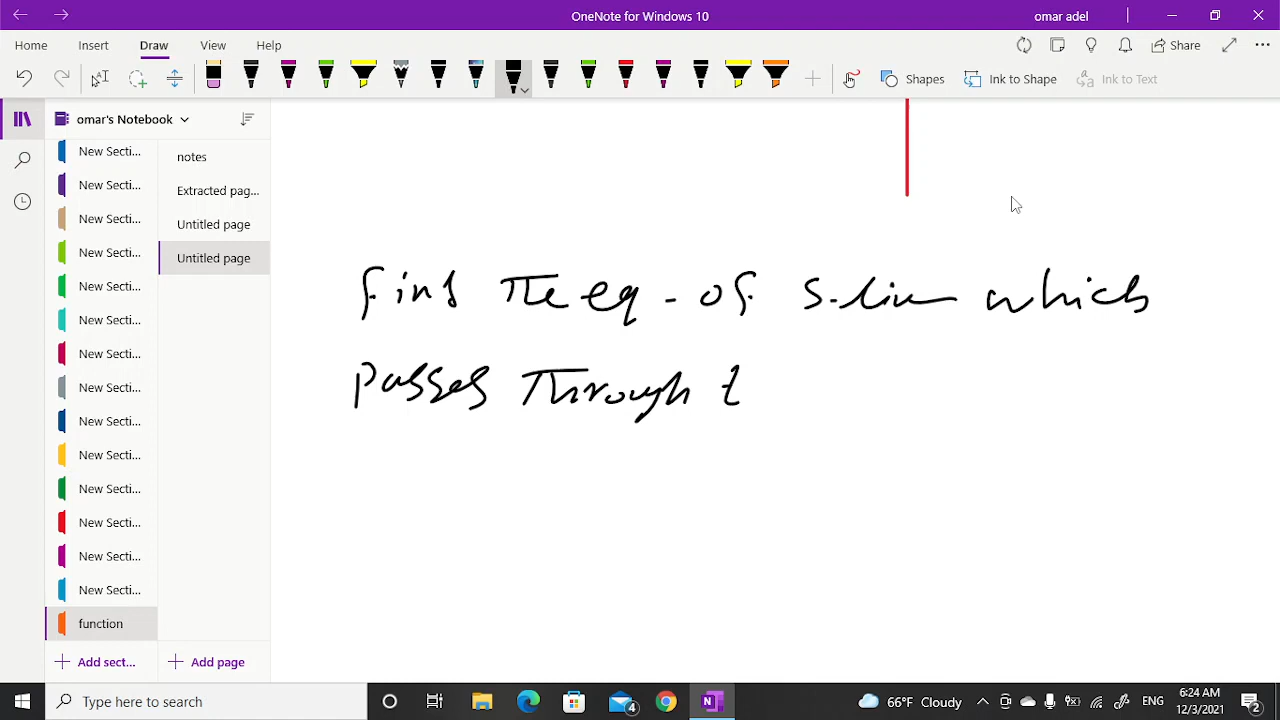 OneNote for Windows 10
omar adel
Home Insert Draw View Help
Share
Shapes
Ink to Shape
Ink to Text
omar's Notebook
New Secti...
New Secti...
New Secti...
New Secti...
New Secti...
New Secti...
New Secti...
New Secti...
New Secti...
New Secti...
New Secti...
New Secti...
New Secti...
New Secti...
function
Add sect...
notes
Extracted pag...
Untitled page
Untitled page
Add page
find the eq. of s.line which
passes Through t
Type here to search
4
N
66°F Cloudy
ENG
6:24 AM
12/3/2021
2